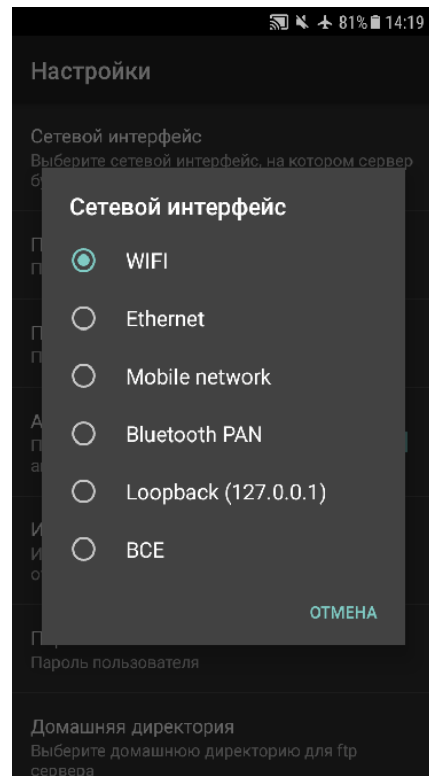 81% 14:19
Настройки
Сетевой интерфейс
Выберите сетевой интерфейс, на котором сервер
Сетевой интерфейс
WIFI
Ethernet
Mobile network
Bluetooth PAN
Loopback (127.0.0.1)
ВСЕ
ОТМЕНА
Пароль пользователя
Домашняя директория
Выберите домашнюю директорию для ftp
сервера